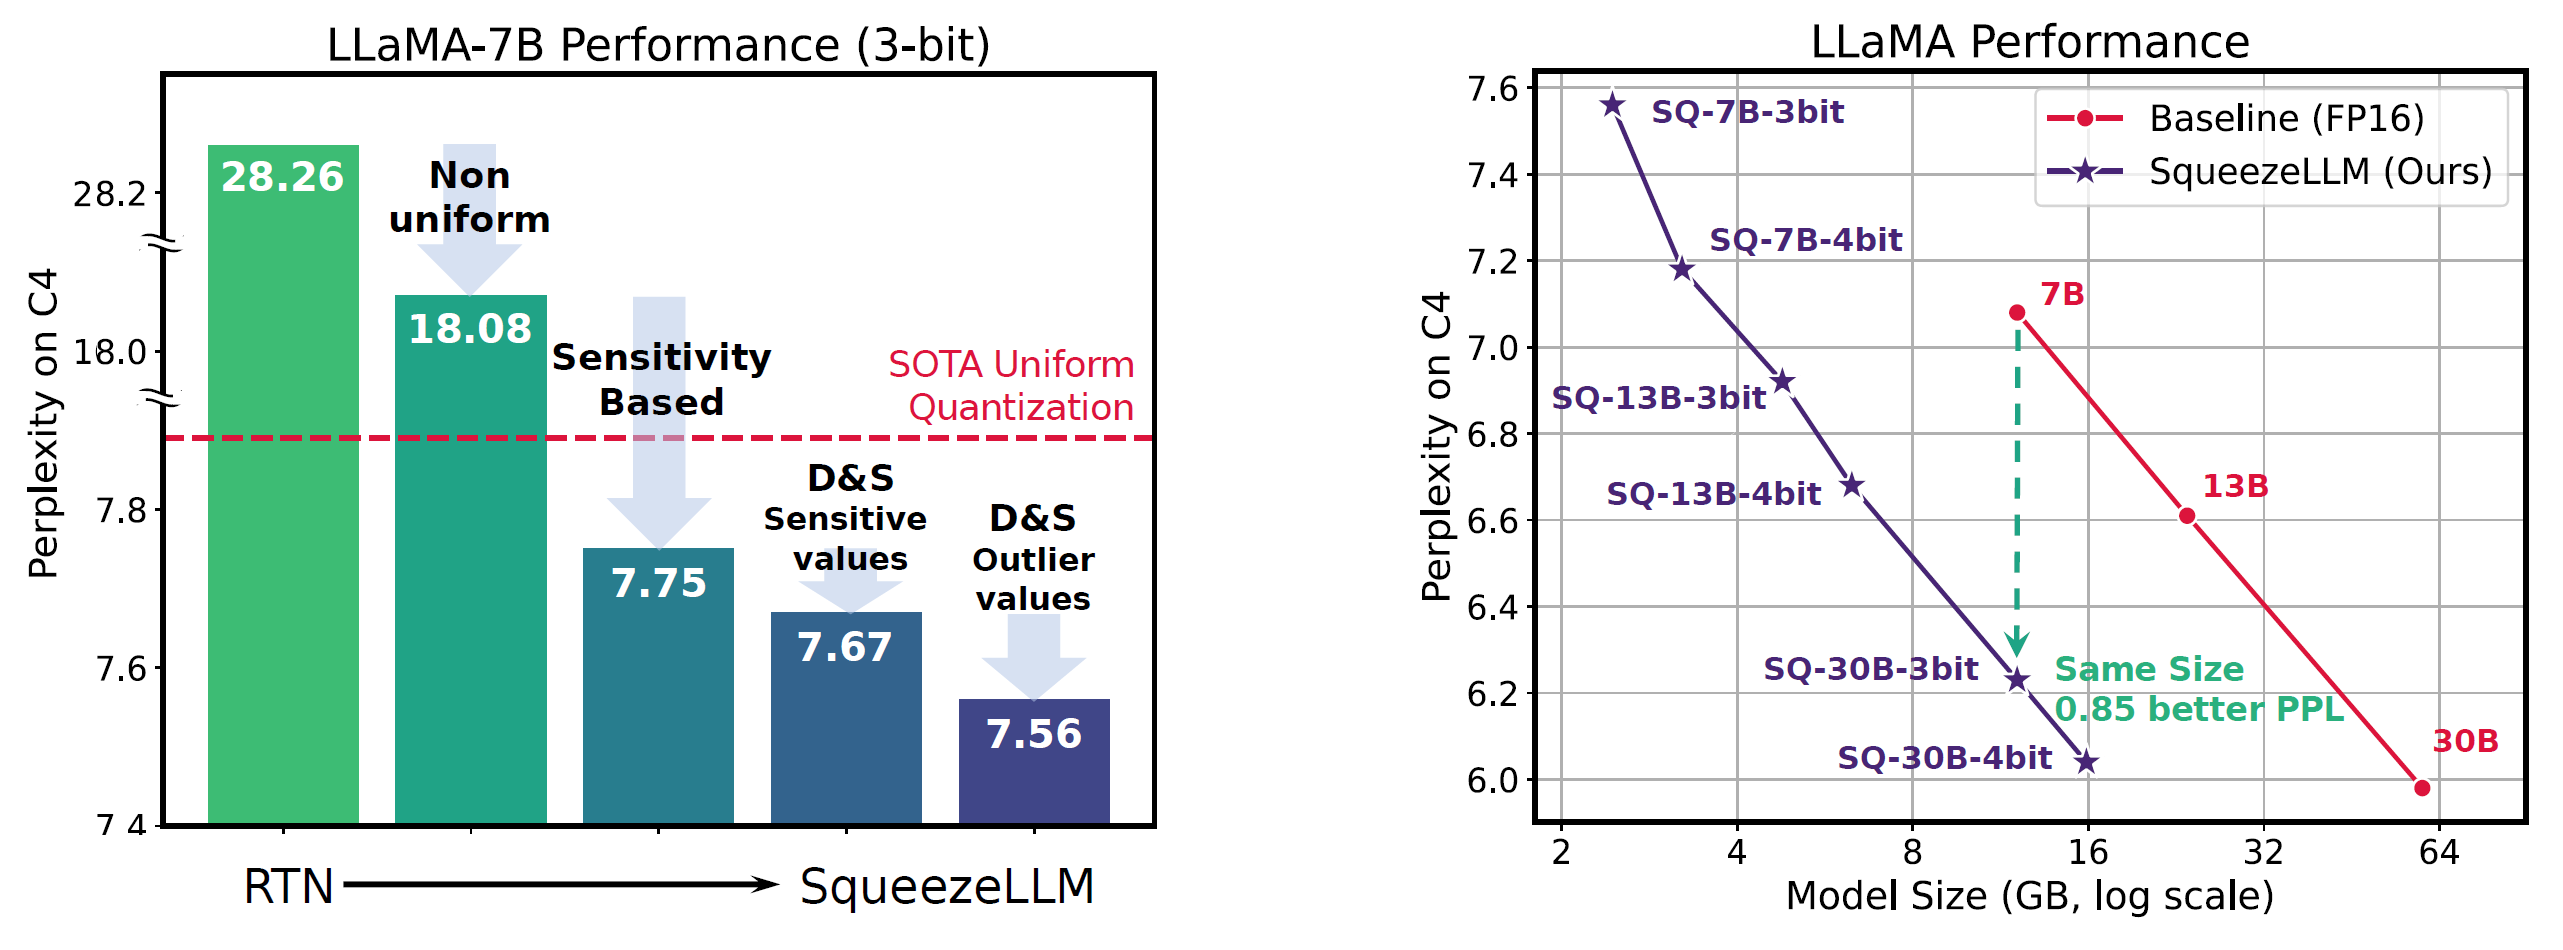 LLaMA-7B Performance (3-bit)
Perplexity on C4
28.2
18.0
7.8
7.6
7 4
28.26
Non
uniform
18.08
Sensitivity
Based
7.75
SOTA Uniform
Quantization
D&S
Sensitive
values
7.67
D&S
Outlier
values
7.56
RTN
SqueezeLLM
LLaMA Performance
Perplexity on C4
7.6
7.4
7.2
7.0
6.8
6.6
6.4
6.2
6.0
Baseline (FP16)
SqueezeLLM (Ours)
SQ-7B-3bit
SQ-7B-4bit
7B
SQ-13B-3bit
SQ-13B-4bit
13B
SQ-30B-3bit
Same Size
0.85 better PPL
SQ-30B-4bit
30B
2
4
8
16
32
64
Model Size (GB, log scale)